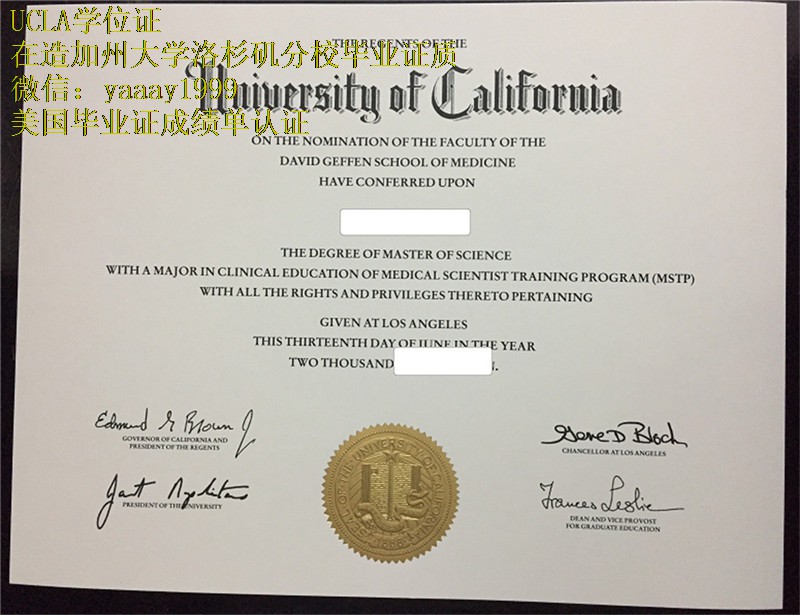 UCLA学位证
THE REGENTS OF THE
在造加州大学洛杉矶分校毕业证质
University of California
微信：yaaay1999
美国毕业证成绩单认证
ON THE NOMINATION OF THE FACULTY OF THE
DAVID GEFFEN SCHOOL OF MEDICINE
HAVE CONFERRED UPON
THE DEGREE OF MASTER OF SCIENCE
WITH A MAJOR IN CLINICAL EDUCATION OF MEDICAL SCIENTIST TRAINING PROGRAM (MSTP)
WITH ALL THE RIGHTS AND PRIVILEGES THERETO PERTAINING
GIVEN AT LOS ANGELES
THIS THIRTEENTH DAY OF JUNE IN THE YEAR
TWO THOUSAND
Edmund G Brown J
GOVERNOR OF CALIFORNIA AND
PRESIDENT OF THE REGENTS
Gene D Block
CHANCELLOR AT LOS ANGELES
PRESIDENT OF THE UNIVERSITY
Frances Leslie
DEAN AND VICE PROVOST
FOR GRADUATE EDUCATION